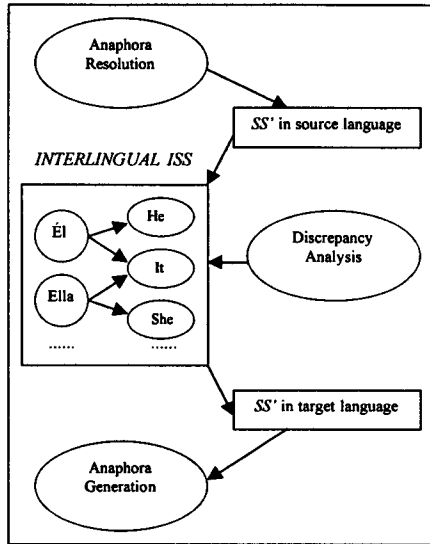 Anaphora
Resolution
SS' in source language
INTERLINGUAL ISS
Él
He
It
Ella
She
......
......
Discrepancy
Analysis
SS' in target language
Anaphora
Generation